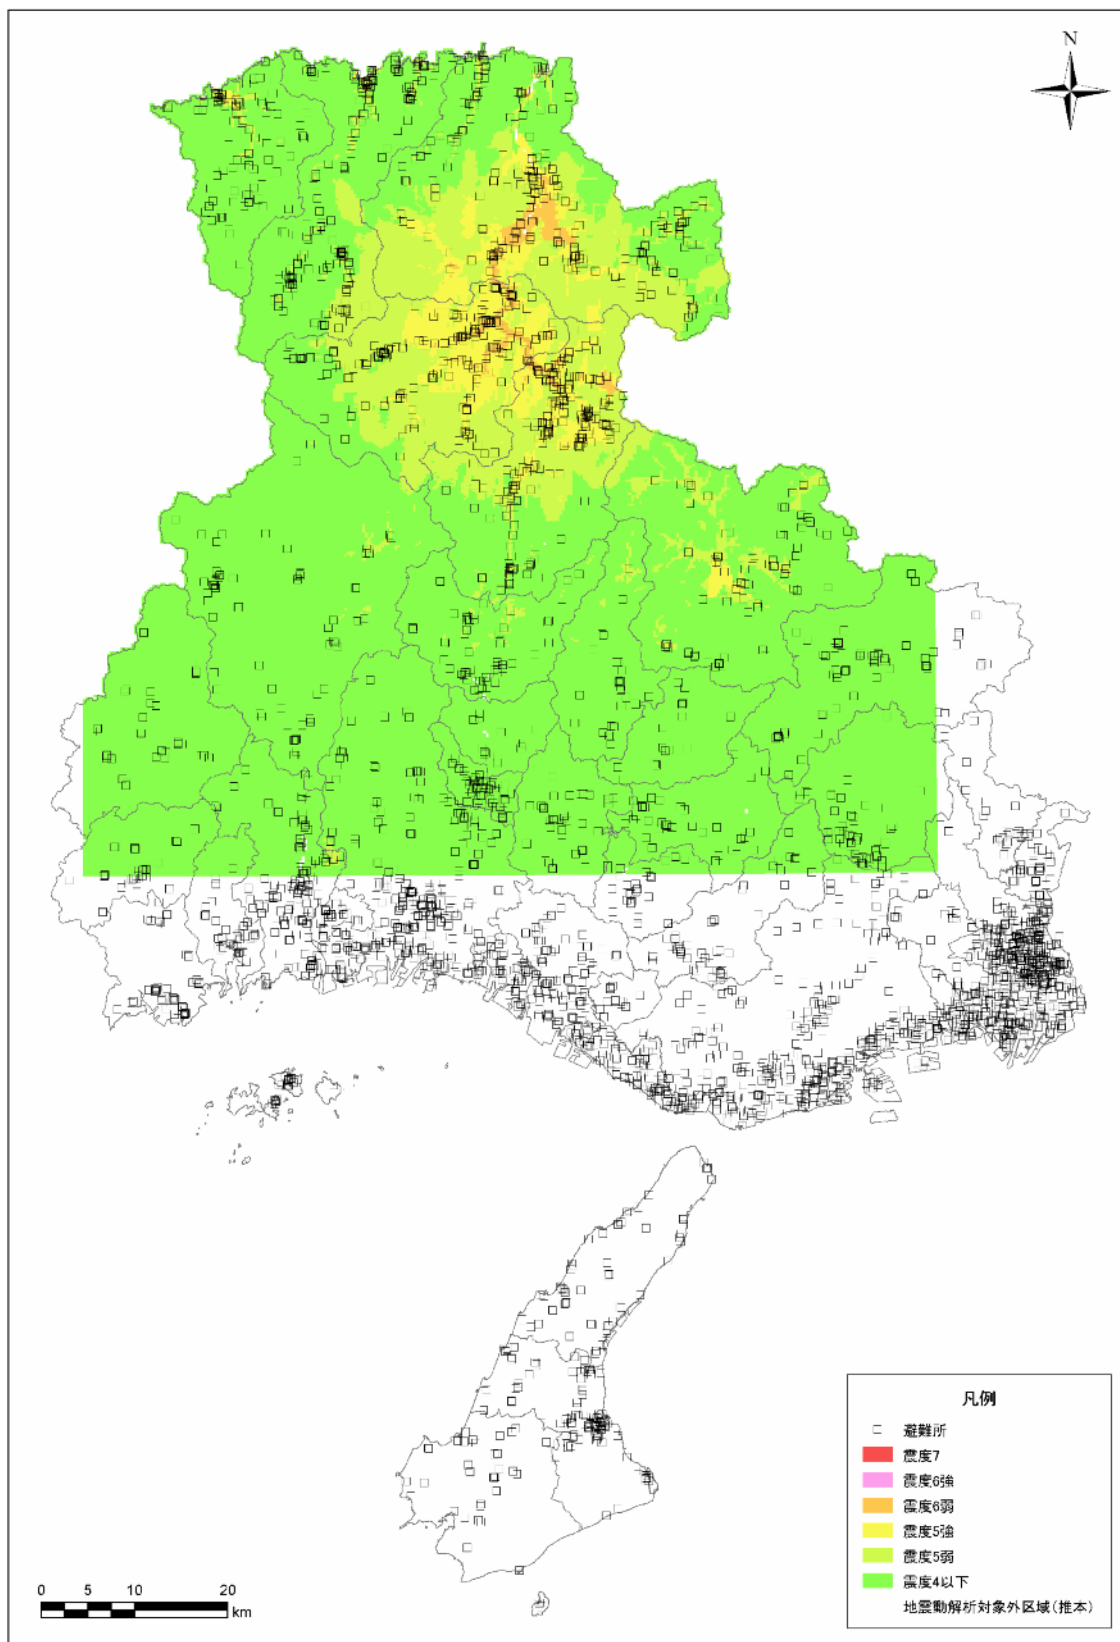 N
凡例
避難所
震度7
震度6強
震度6弱
震度5強
震度5弱
震度4以下
地震動解析対象外区域(推本)
0 5 10 20
km